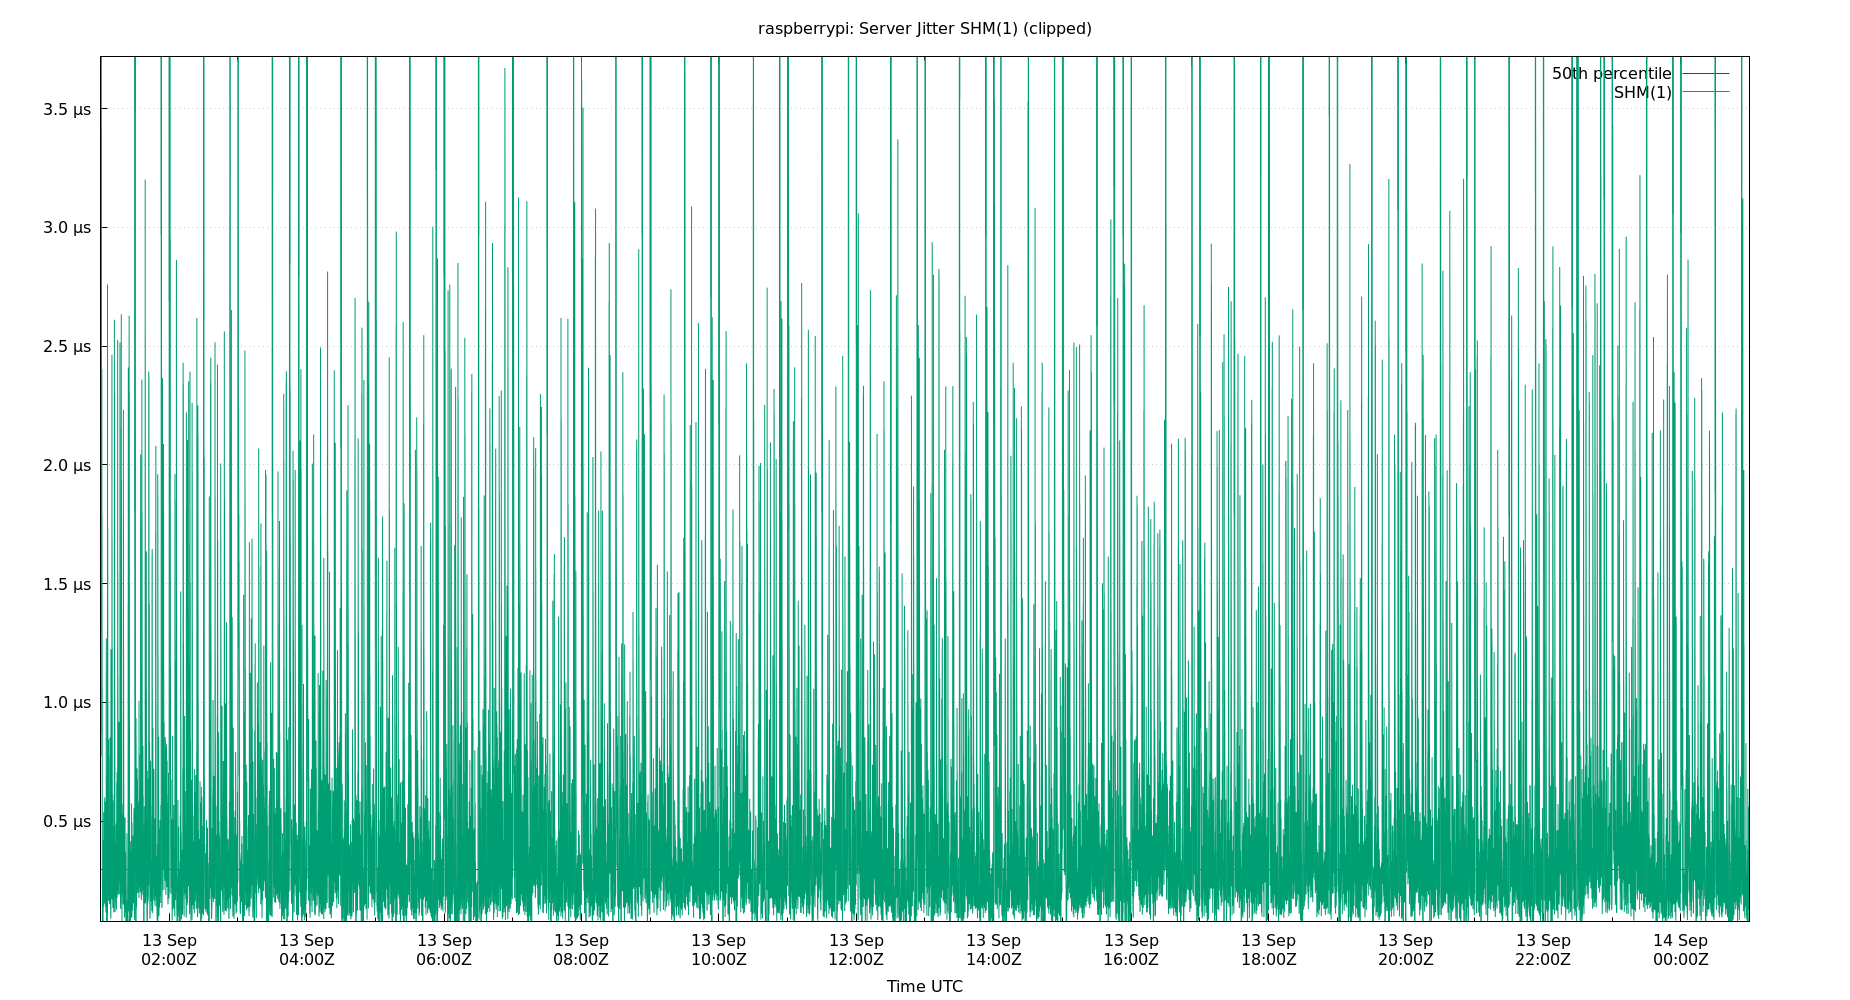 raspberrypi: Server Jitter SHM(1) (clipped)
50th percentile
SHM(1)
3.5 µs
3.0 µs
2.5 µs
2.0 µs
1.5 µs
1.0 µs
0.5 µs
13 Sep 13 Sep 13 Sep 13 Sep 13 Sep 13 Sep 13 Sep 13 Sep 13 Sep 13 Sep 13 Sep 14 Sep
02:00Z 04:00Z 06:00Z 08:00Z 10:00Z 12:00Z 14:00Z 16:00Z 18:00Z 20:00Z 22:00Z 00:00Z
Time UTC